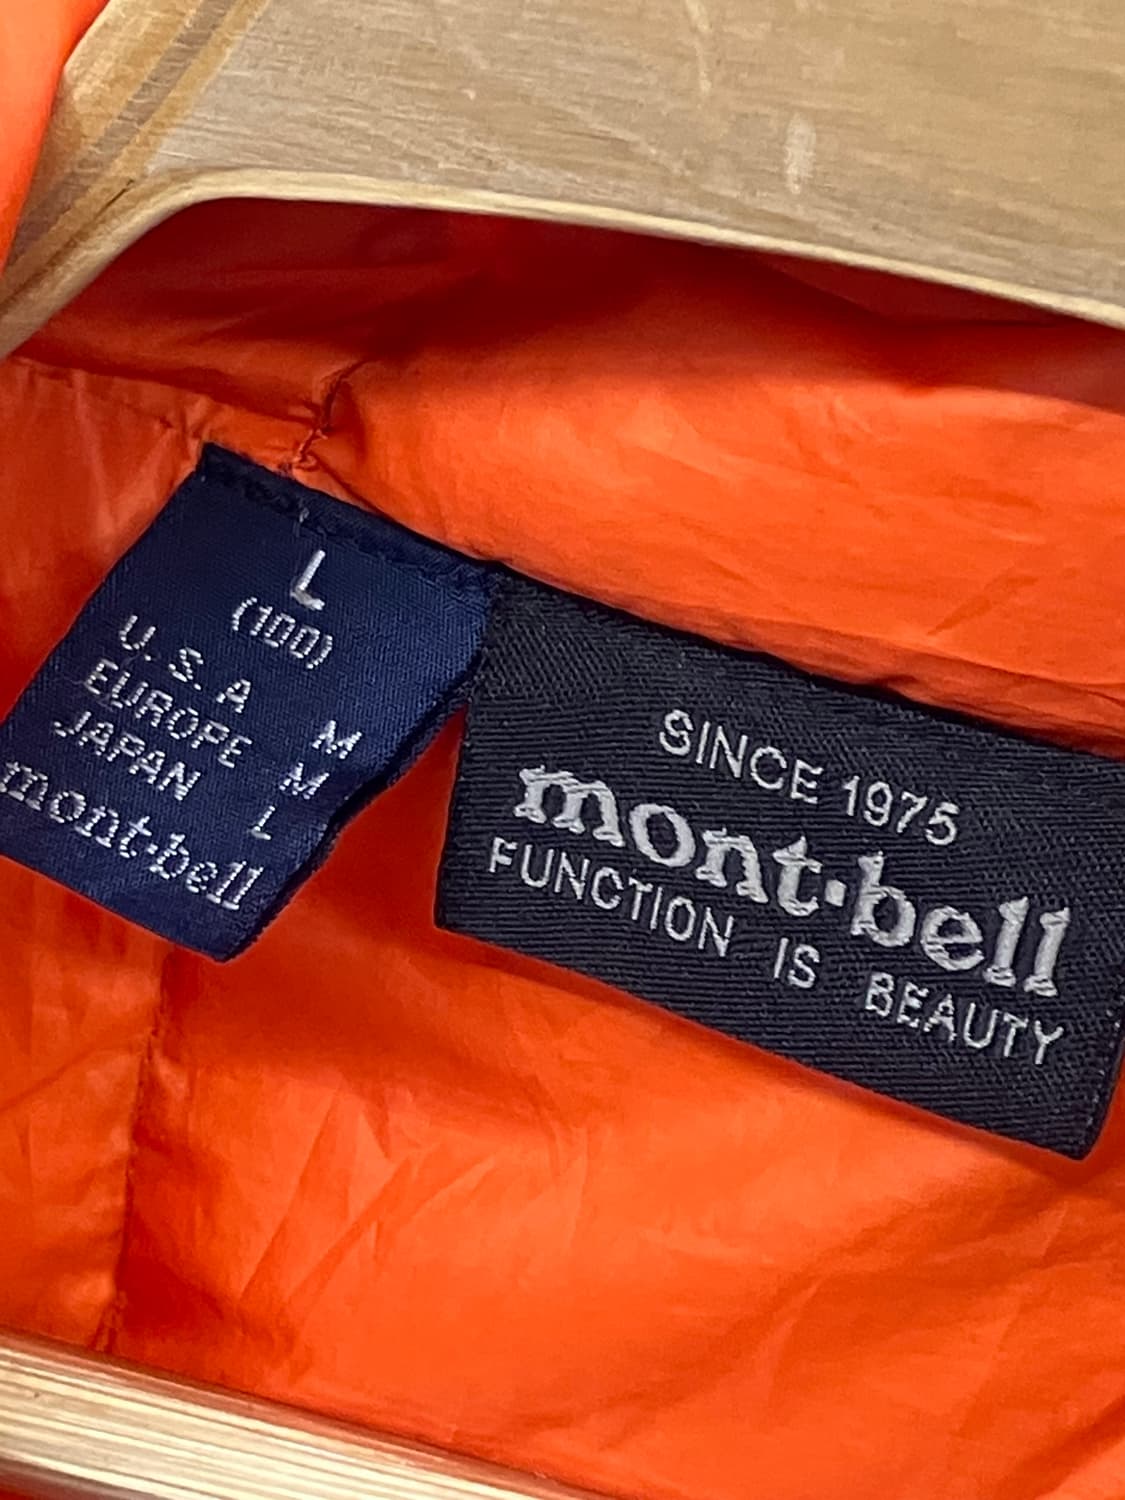 L
(100)
U.S.A M
EUROPE M
JAPAN L
mont·bell
SINCE 1975
mont·bell
FUNCTION IS BEAUTY